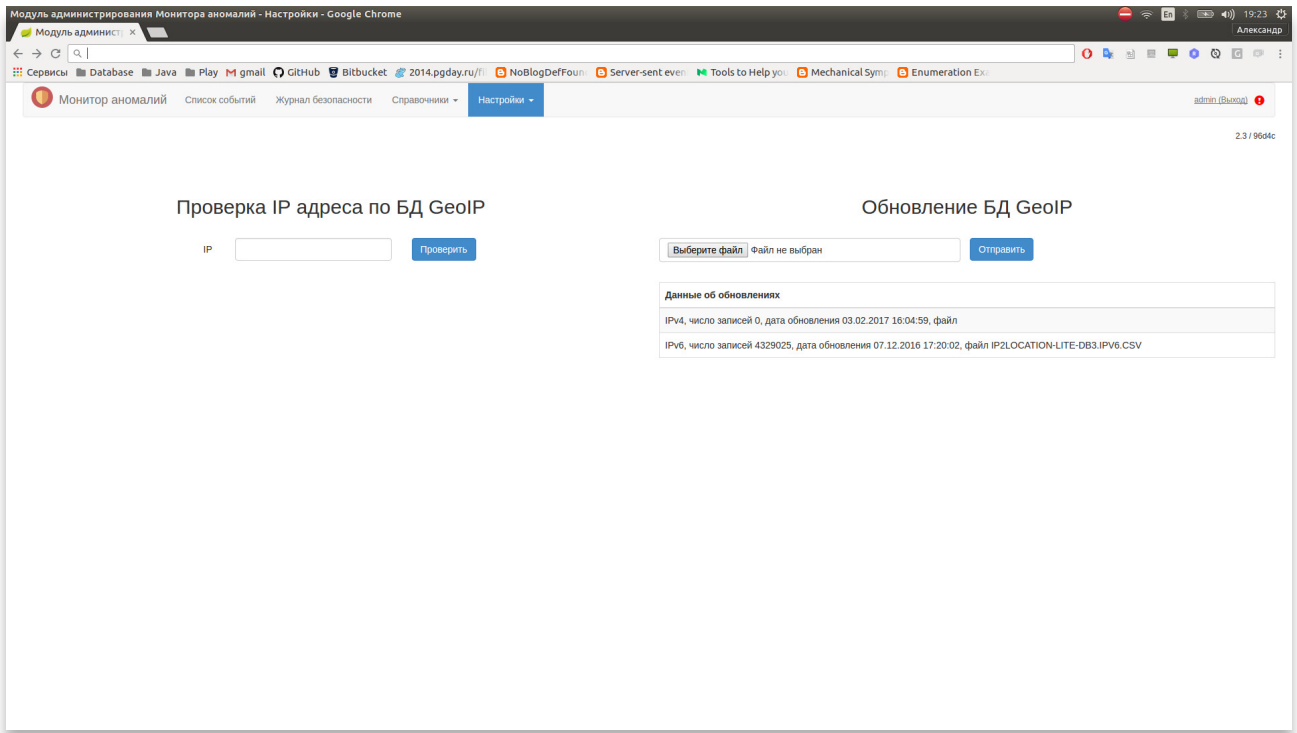 Модуль администрирования Монитора аномалий - Настройки - Google Chrome
En 19:23
Модуль админист
Александр
Сервисы Database Java Play gmail GitHub Bitbucket 2014.pgday.ru/fi NoBlogDefFoun Server-sent even Tools to Help you Mechanical Symp Enumeration Exa
Монитор аномалий Список событий Журнал безопасности Справочники Настройки admin (Выход)
2.3 / 96d4c
Проверка IP адреса по БД GeoIP
IP Проверить
Обновление БД GeoIP
Выберите файл Файл не выбран Отправить
Данные об обновлениях
IPv4, число записей 0, дата обновления 03.02.2017 16:04:59, файл
IPv6, число записей 4329025, дата обновления 07.12.2016 17:20:02, файл IP2LOCATION-LITE-DB3.IPV6.CSV